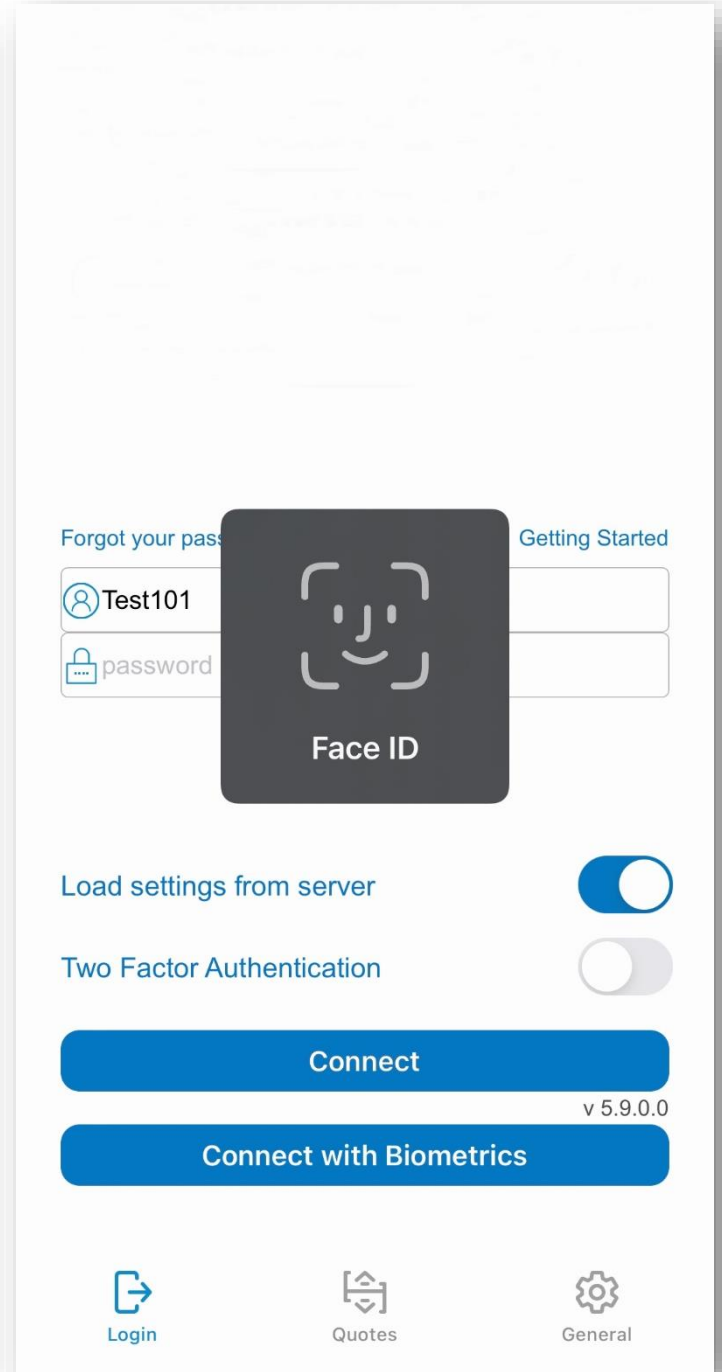 Forgot your pass
Getting Started
Test101
password
Face ID
Load settings from server
Two Factor Authentication
Connect
v 5.9.0.0
Connect with Biometrics
Login
Quotes
General